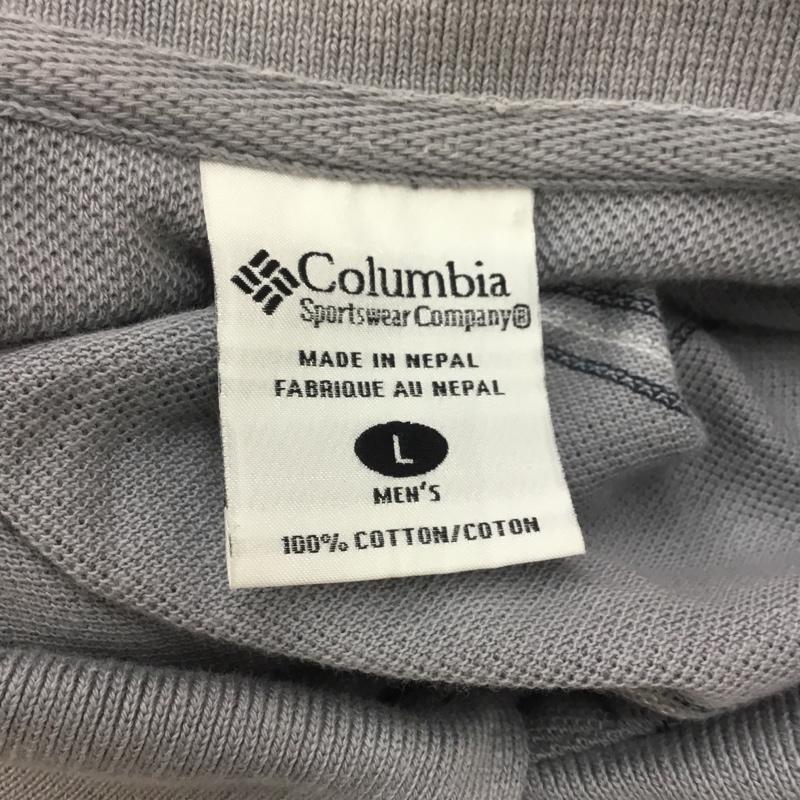 Columbia
Sportswear Company®
MADE IN NEPAL
FABRIQUE AU NEPAL
L
MEN'S
100% COTTON/COTON